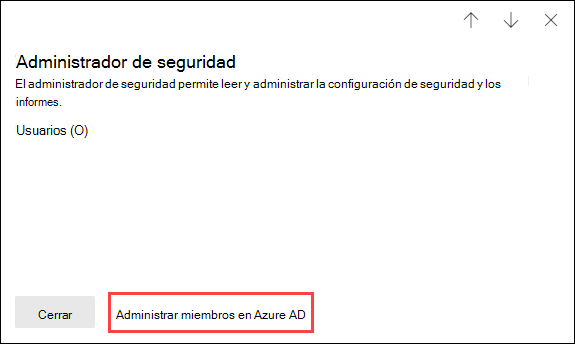 Administrador de seguridad
El administrador de seguridad permite leer y administrar la configuración de seguridad y los
informes.
Usuarios (O)
Cerrar
Administrar miembros en Azure AD